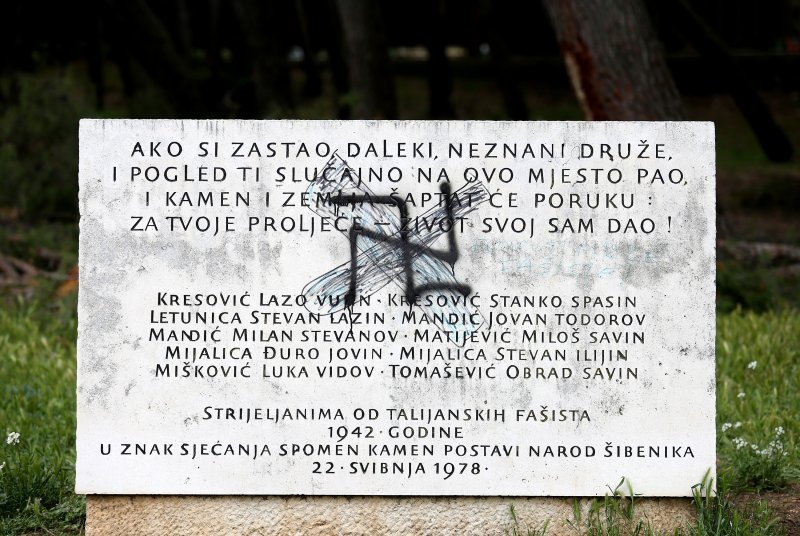 AKO SI ZASTAO DALEKI, NEZNANI DRUŽE,
I POGLED TI SLUČAJNO NA OVO MJESTO PAO,
I KAMEN I ZEMLJA ŠAPTAT ĆE PORUKU :
ZA TVOJE PROLJEĆE – ŽIVOT SVOJ SAM DAO !
KRESOVIĆ LAZO VUJIN · KRESOVIĆ STANKO SPASIN
LETUNICA STEVAN LAZIN · MANDIĆ JOVAN TODOROV
MANDIĆ MILAN STEVANOV · MATIJEVIĆ MILOŠ SAVIN
MIJALICA ĐURO JOVIN · MIJALICA STEVAN ILIJIN
MIŠKOVIĆ LUKA VIDOV · TOMAŠEVIĆ OBRAD SAVIN
STRIJELJANIMA OD TALIJANSKIH FAŠISTA
1942 · GODINE
U ZNAK SJEĆANJA SPOMEN KAMEN POSTAVI NAROD ŠIBENIKA
22 · SVIBNJA 1978 ·